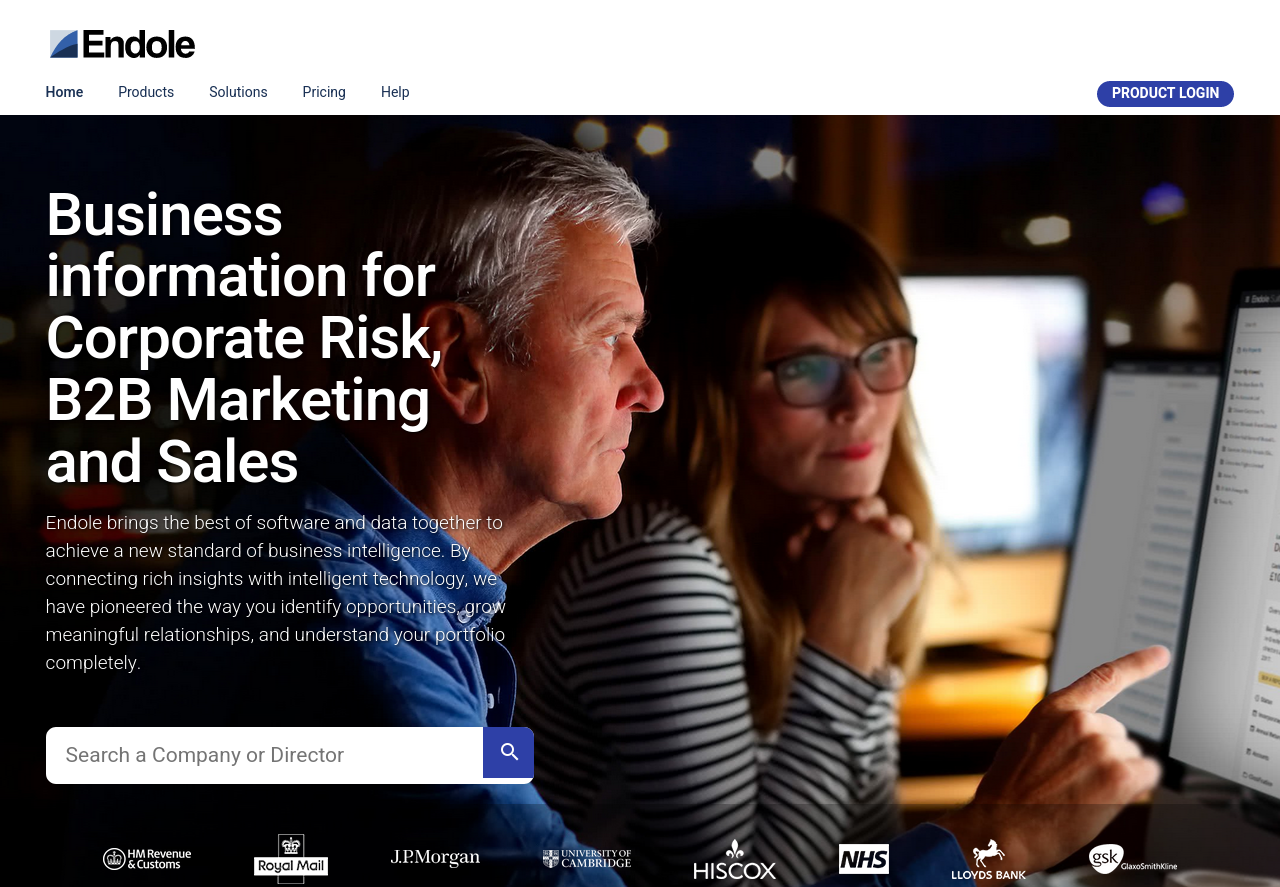 Endole
Home Products Solutions Pricing Help
PRODUCT LOGIN
Business
information for
Corporate Risk,
B2B Marketing
and Sales
Endole brings the best of software and data together to
achieve a new standard of business intelligence. By
connecting rich insights with intelligent technology, we
have pioneered the way you identify opportunities, grow
meaningful relationships, and understand your portfolio
completely.
Search a Company or Director
HM Revenue
& Customs
Royal Mail
J.P.Morgan
UNIVERSITY OF
CAMBRIDGE
HISCOX
NHS
LLOYDS BANK
gsk GlaxoSmithKline